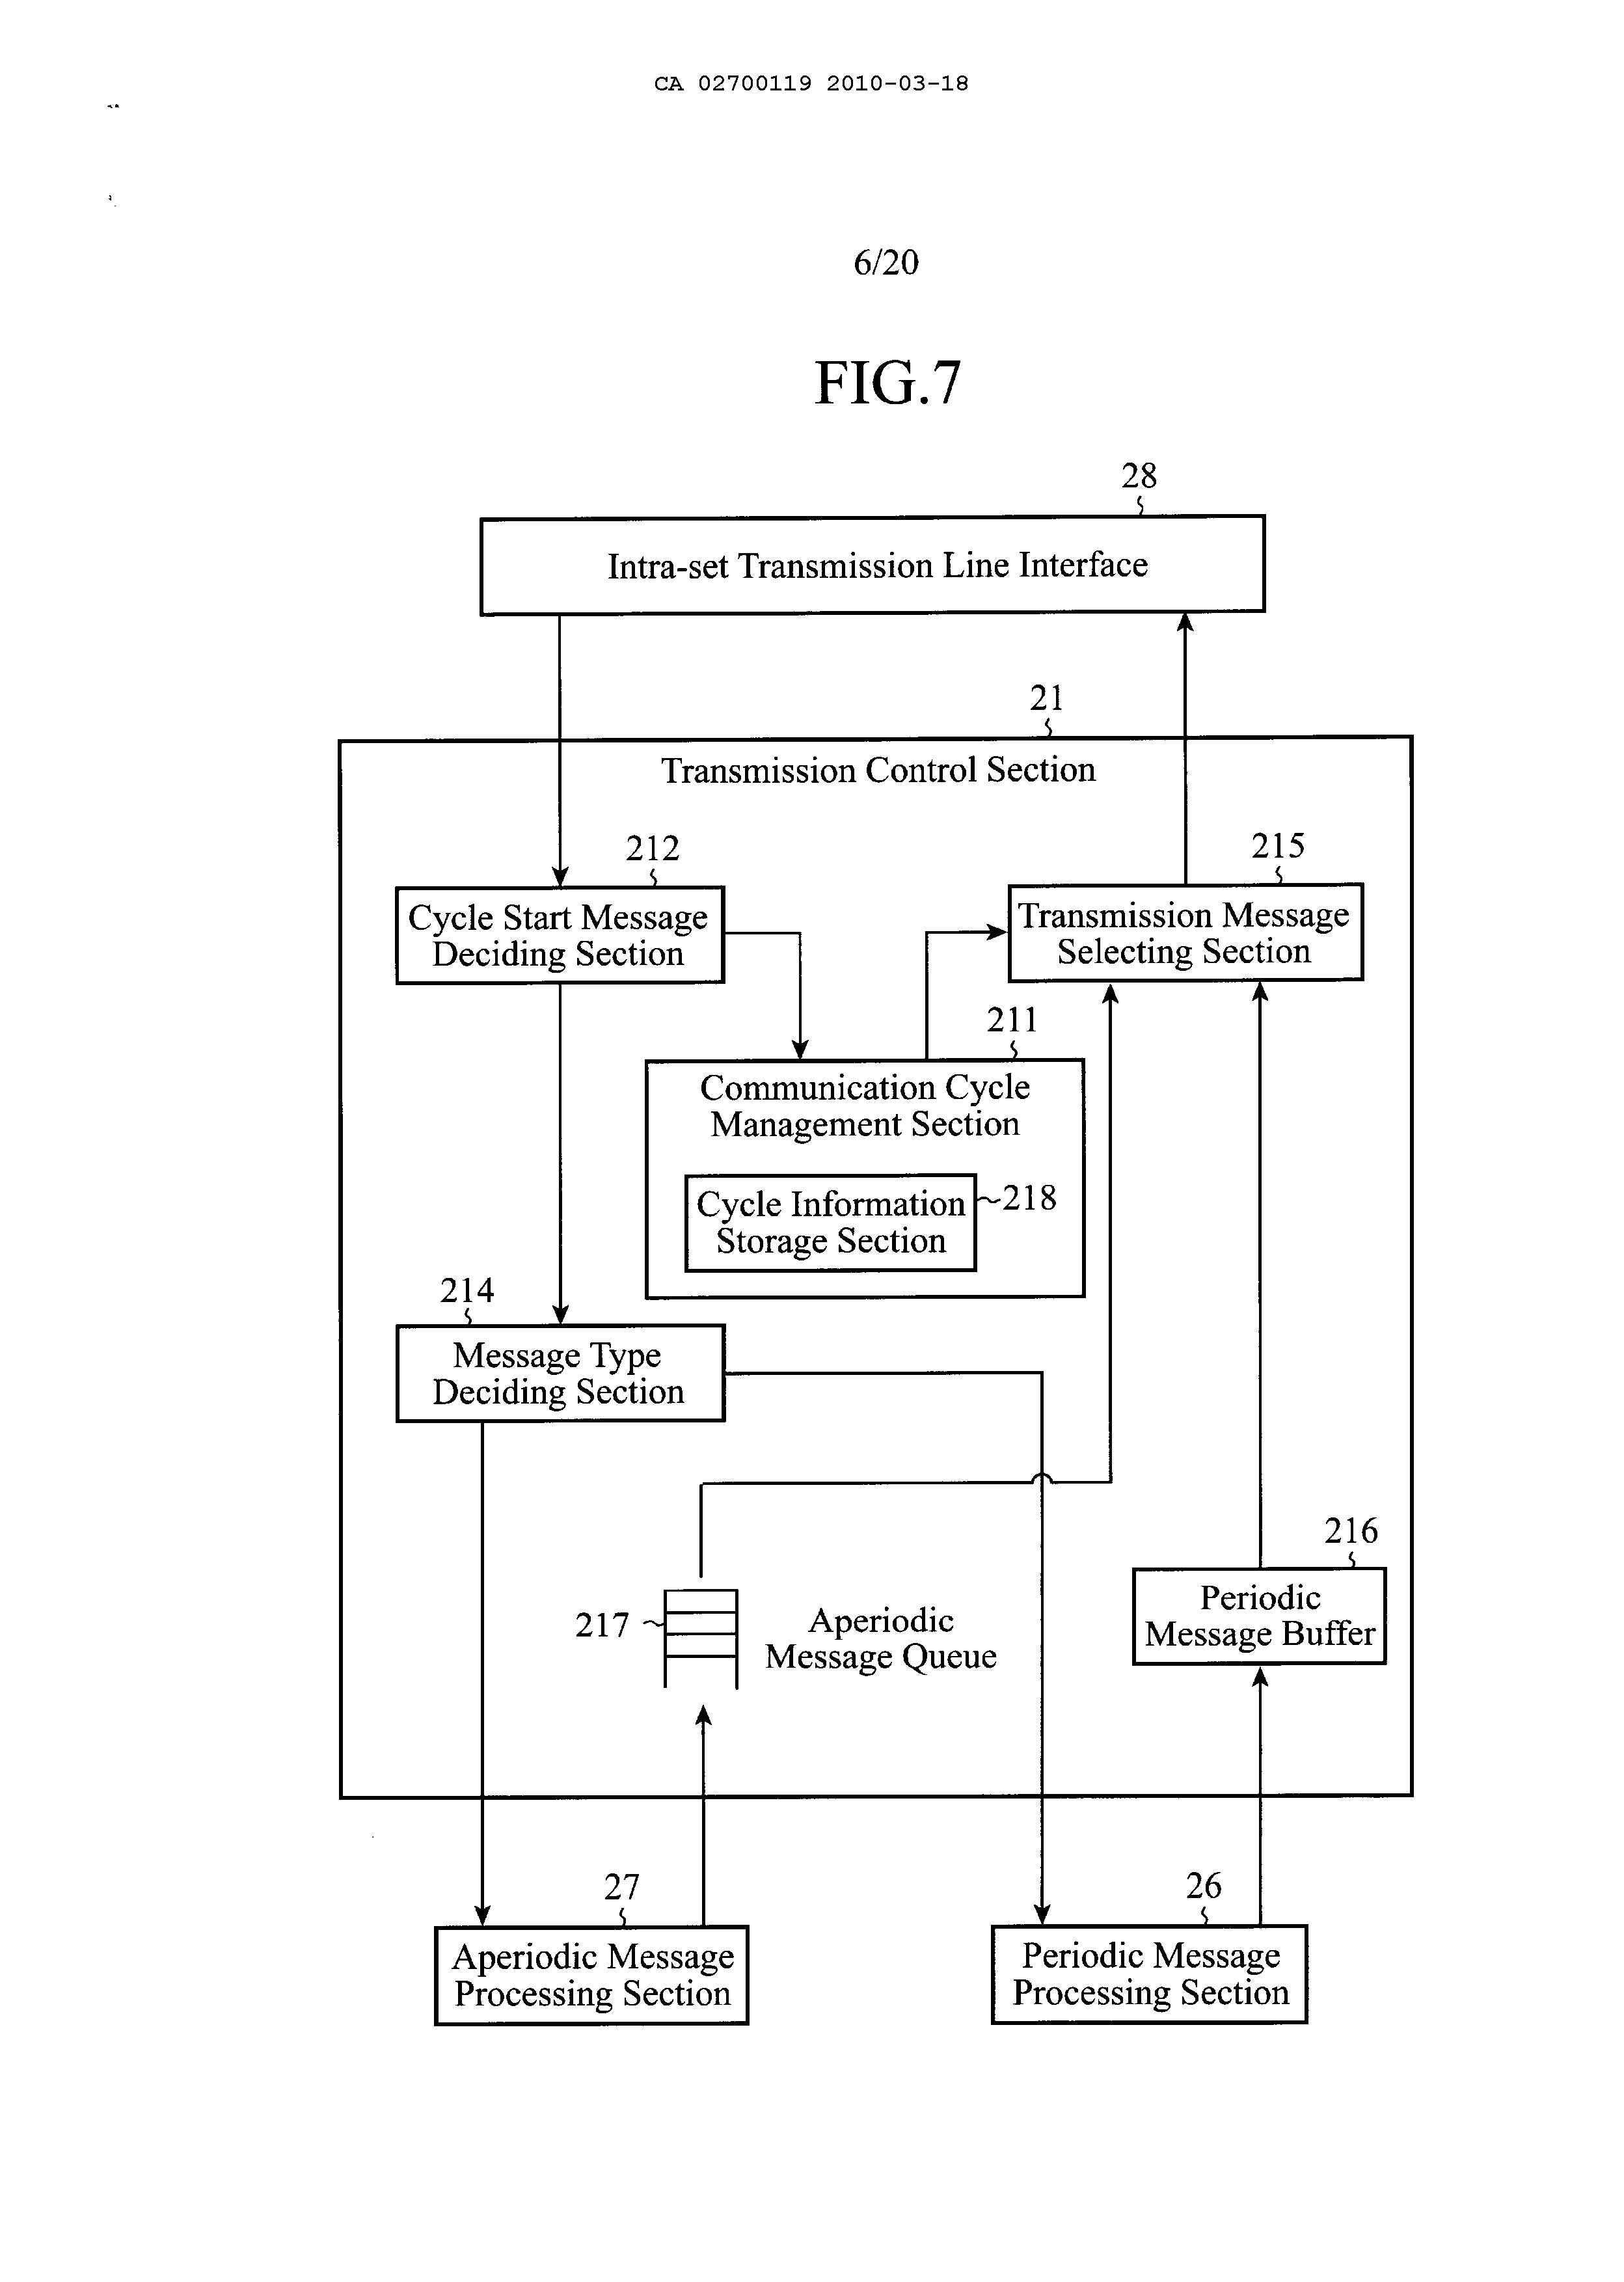 CA 02700119 2010-03-18
6/20
FIG.7
28
Intra-set Transmission Line Interface
21
Transmission Control Section
212
Cycle Start Message
Deciding Section
215
Transmission Message
Selecting Section
211
Communication Cycle
Management Section
Cycle Information
Storage Section
218
214
Message Type
Deciding Section
217
Aperiodic
Message Queue
216
Periodic
Message Buffer
27
Aperiodic Message
Processing Section
26
Periodic Message
Processing Section